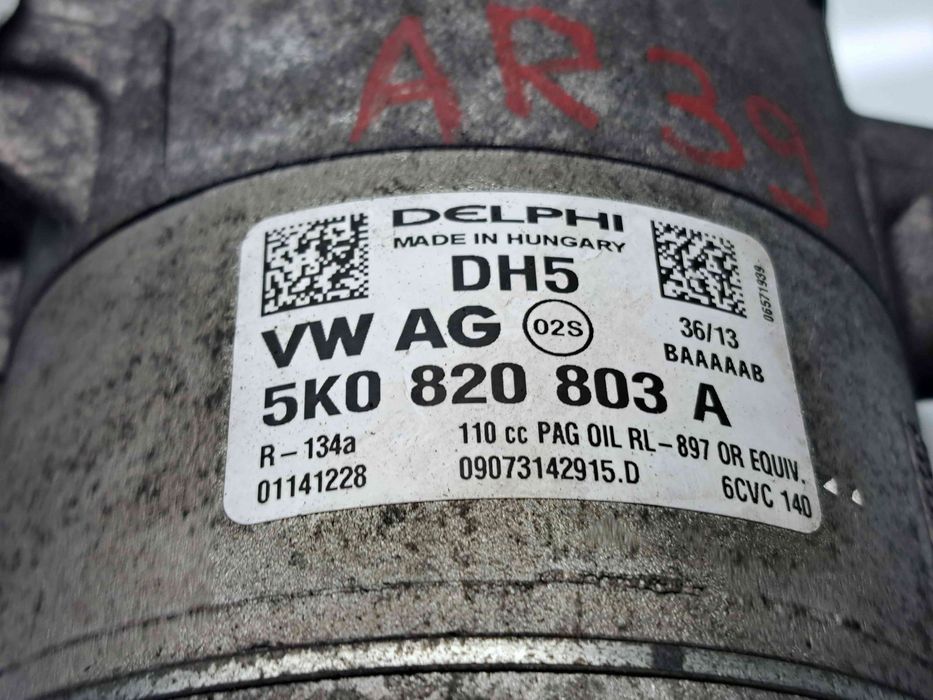 AR39
DELPHI
MADE IN HUNGARY
DH5
06571939
VW AG 02S
36/13
BAAAAAB
5K0 820 803 A
R-134a
110 cc PAG OIL RL-897 OR EQUIV.
01141228
09073142915.D
6CVC 140